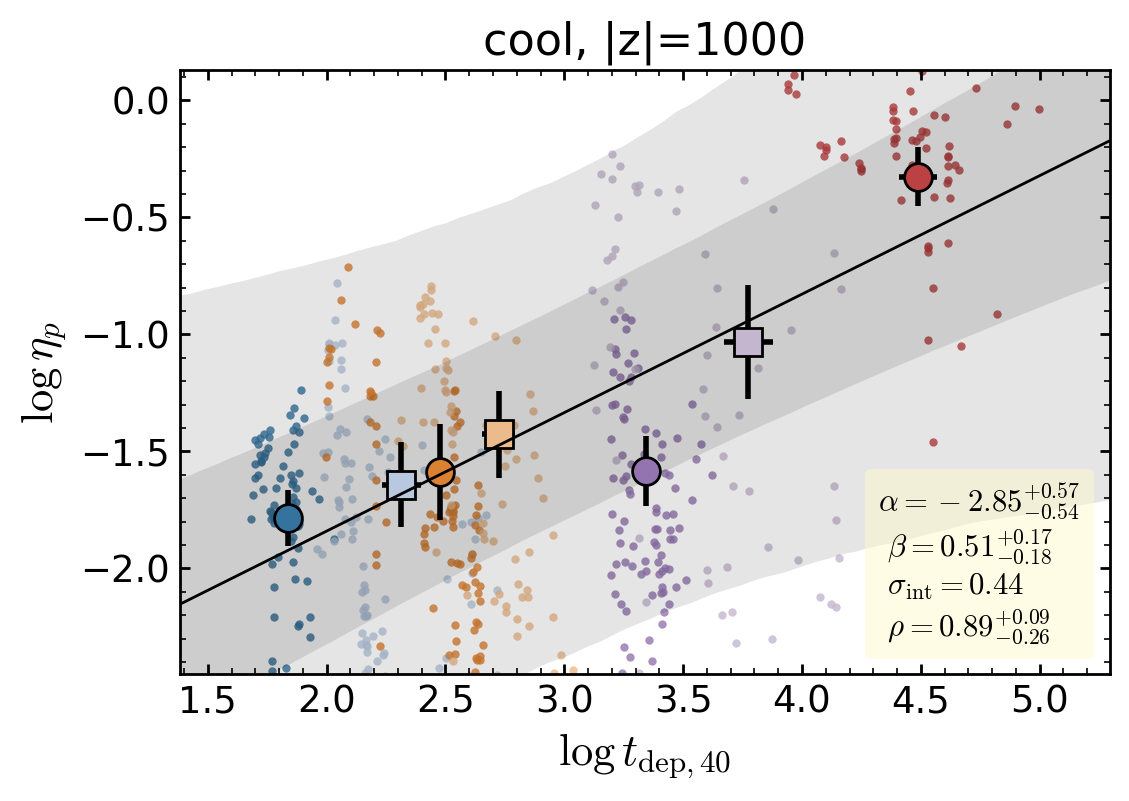 cool, |z|=1000
log η_p
0.0
−0.5
−1.0
−1.5
−2.0
α = −2.85^{+0.57}_{−0.54}
β = 0.51^{+0.17}_{−0.18}
σ_int = 0.44
ρ = 0.89^{+0.09}_{−0.26}
1.5 2.0 2.5 3.0 3.5 4.0 4.5 5.0
log t_{dep, 40}